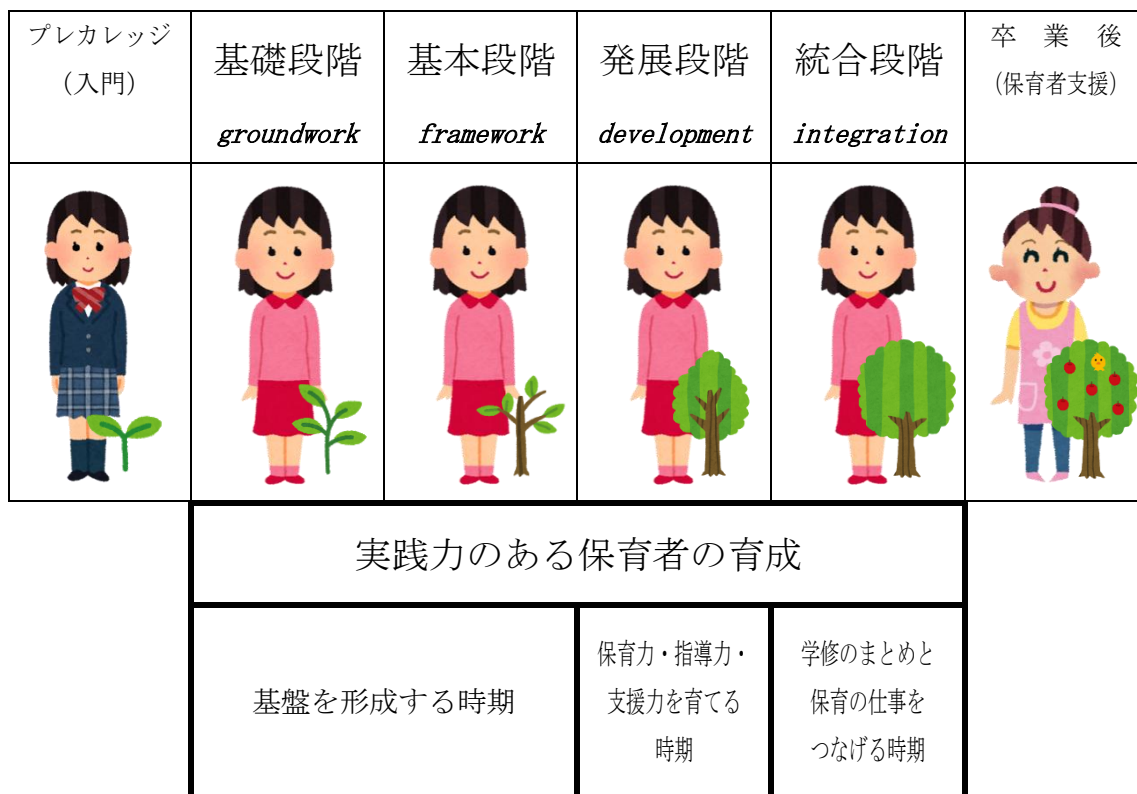 プレカレッジ
（入門）
基礎段階
groundwork
基本段階
framework
発展段階
development
統合段階
integration
卒業後
（保育者支援）
実践力のある保育者の育成
基盤を形成する時期
保育力・指導力・
支援力を育てる
時期
学修のまとめと
保育の仕事を
つなげる時期